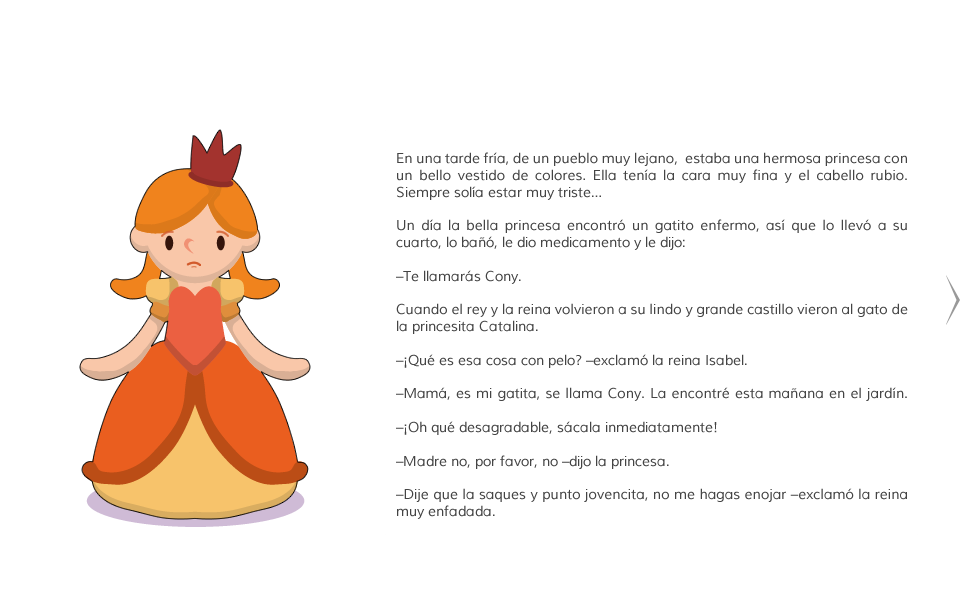 En una tarde fría, de un pueblo muy lejano,  estaba una hermosa princesa con
un bello vestido de colores. Ella tenía la cara muy fina y el cabello rubio.
Siempre solía estar muy triste...
Un día la bella princesa encontró un gatito enfermo, así que lo llevó a su
cuarto, lo bañó, le dio medicamento y le dijo:
–Te llamarás Cony.
Cuando el rey y la reina volvieron a su lindo y grande castillo vieron al gato de
la princesita Catalina.
–¡Qué es esa cosa con pelo? –exclamó la reina Isabel.
–Mamá, es mi gatita, se llama Cony. La encontré esta mañana en el jardín.
–¡Oh qué desagradable, sácala inmediatamente!
–Madre no, por favor, no –dijo la princesa.
–Dije que la saques y punto jovencita, no me hagas enojar –exclamó la reina
muy enfadada.